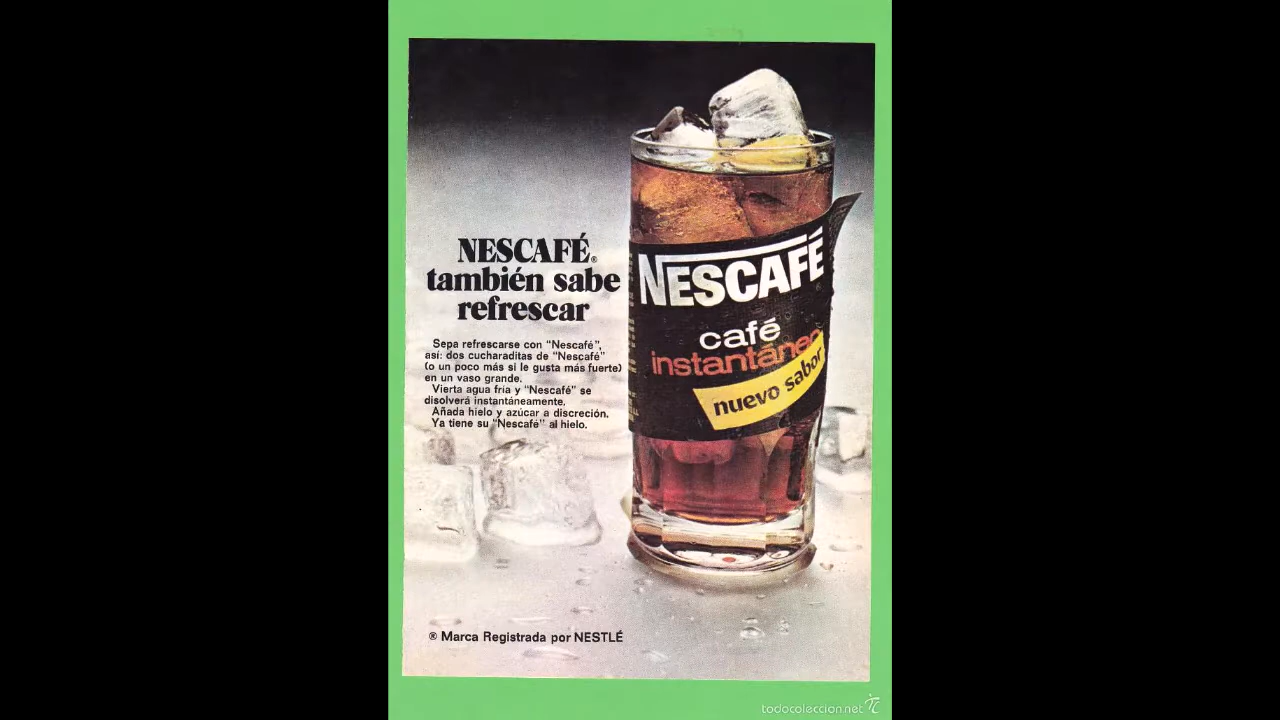 NESCAFÉ®
también sabe
refrescar
Sepa refrescarse con "Nescafé",
así: dos cucharaditas de "Nescafé"
(o un poco más si le gusta más fuerte)
en un vaso grande.
Vierta agua fría y "Nescafé" se
disolverá instantáneamente.
Añada hielo y azúcar a discreción.
Ya tiene su "Nescafé" al hielo.
NESCAFÉ
café
instantáneo
nuevo sabor
® Marca Registrada por NESTLÉ
todocoleccion.net TC